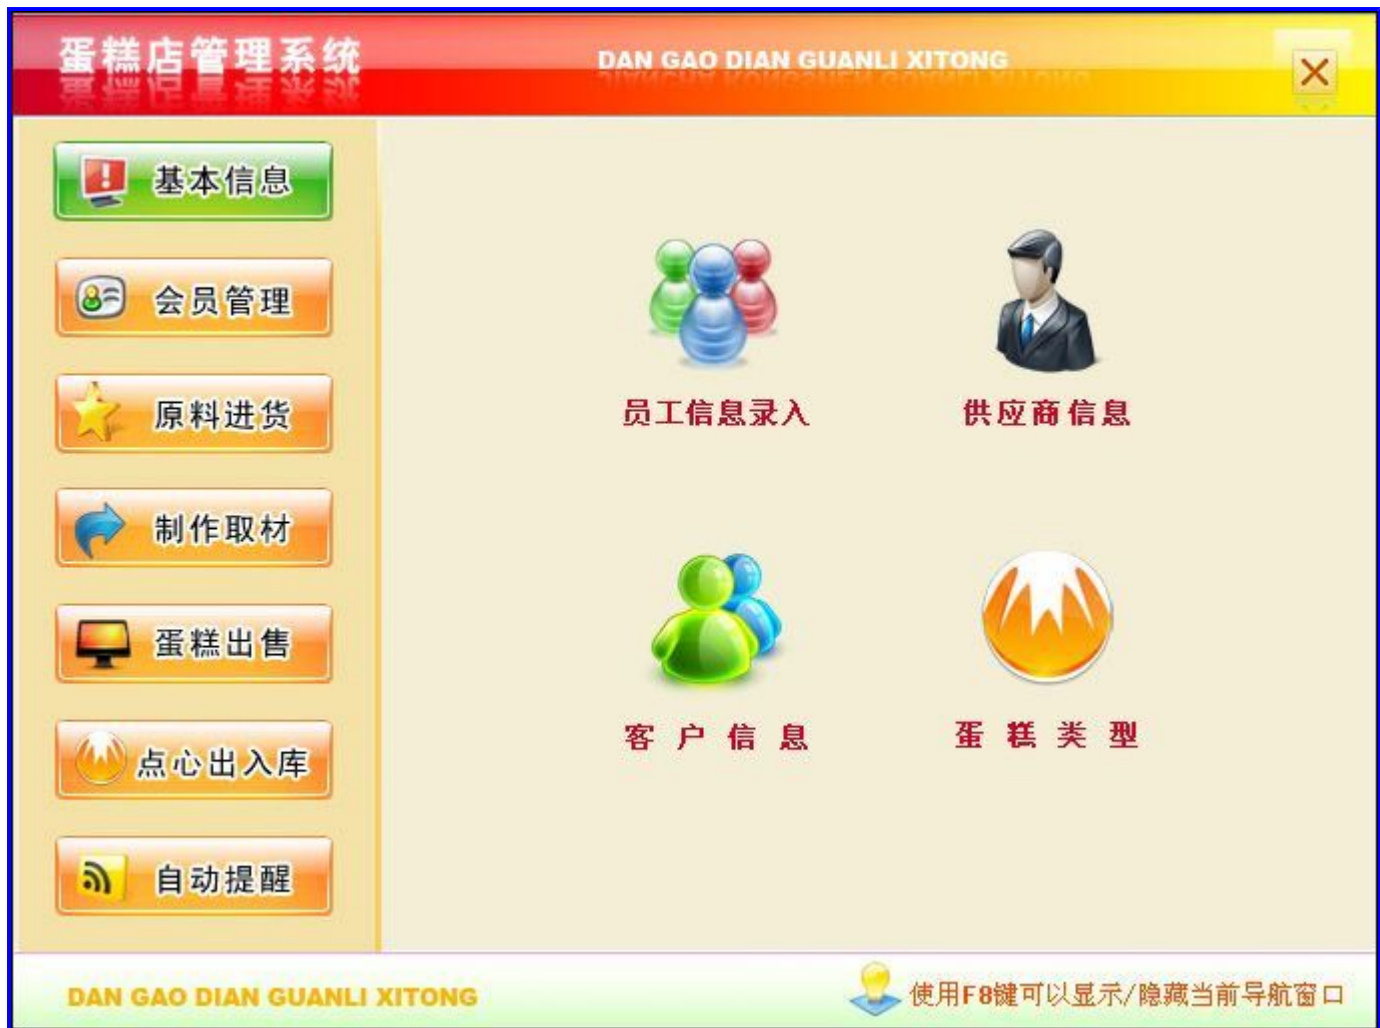 蛋糕店管理系统
DAN GAO DIAN GUANLI XITONG
基本信息
会员管理
原料进货
制作取材
蛋糕出售
点心出入库
自动提醒
员工信息录入
供应商信息
客户信息
蛋糕类型
DAN GAO DIAN GUANLI XITONG
使用F8键可以显示/隐藏当前导航窗口